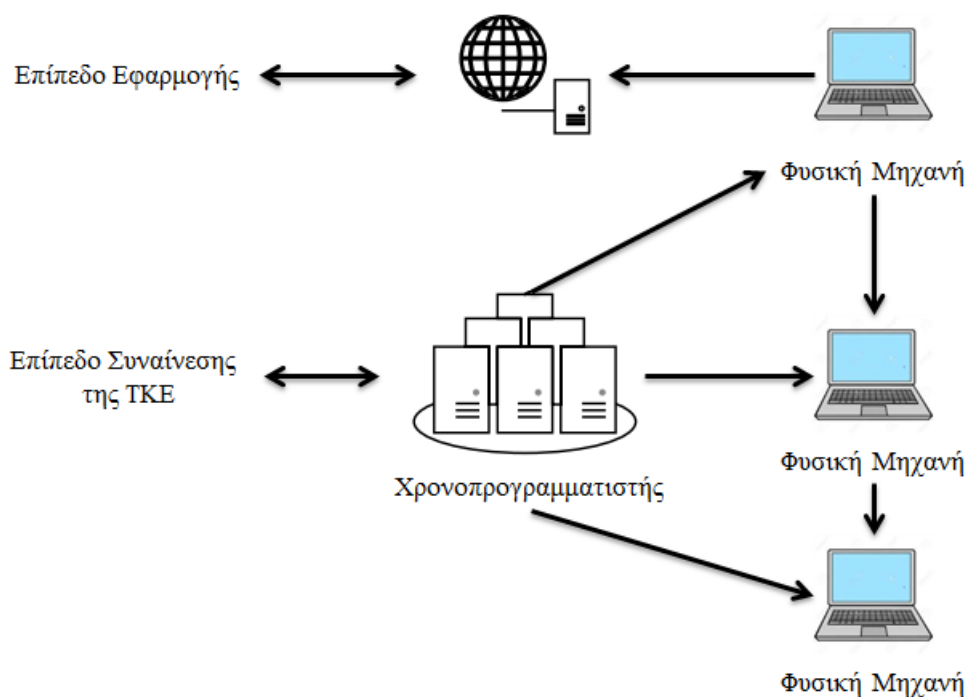 Επίπεδο Εφαρμογής
Φυσική Μηχανή
Επίπεδο Συναίνεσης
της ΤΚΕ
Χρονοπρογραμματιστής
Φυσική Μηχανή
Φυσική Μηχανή